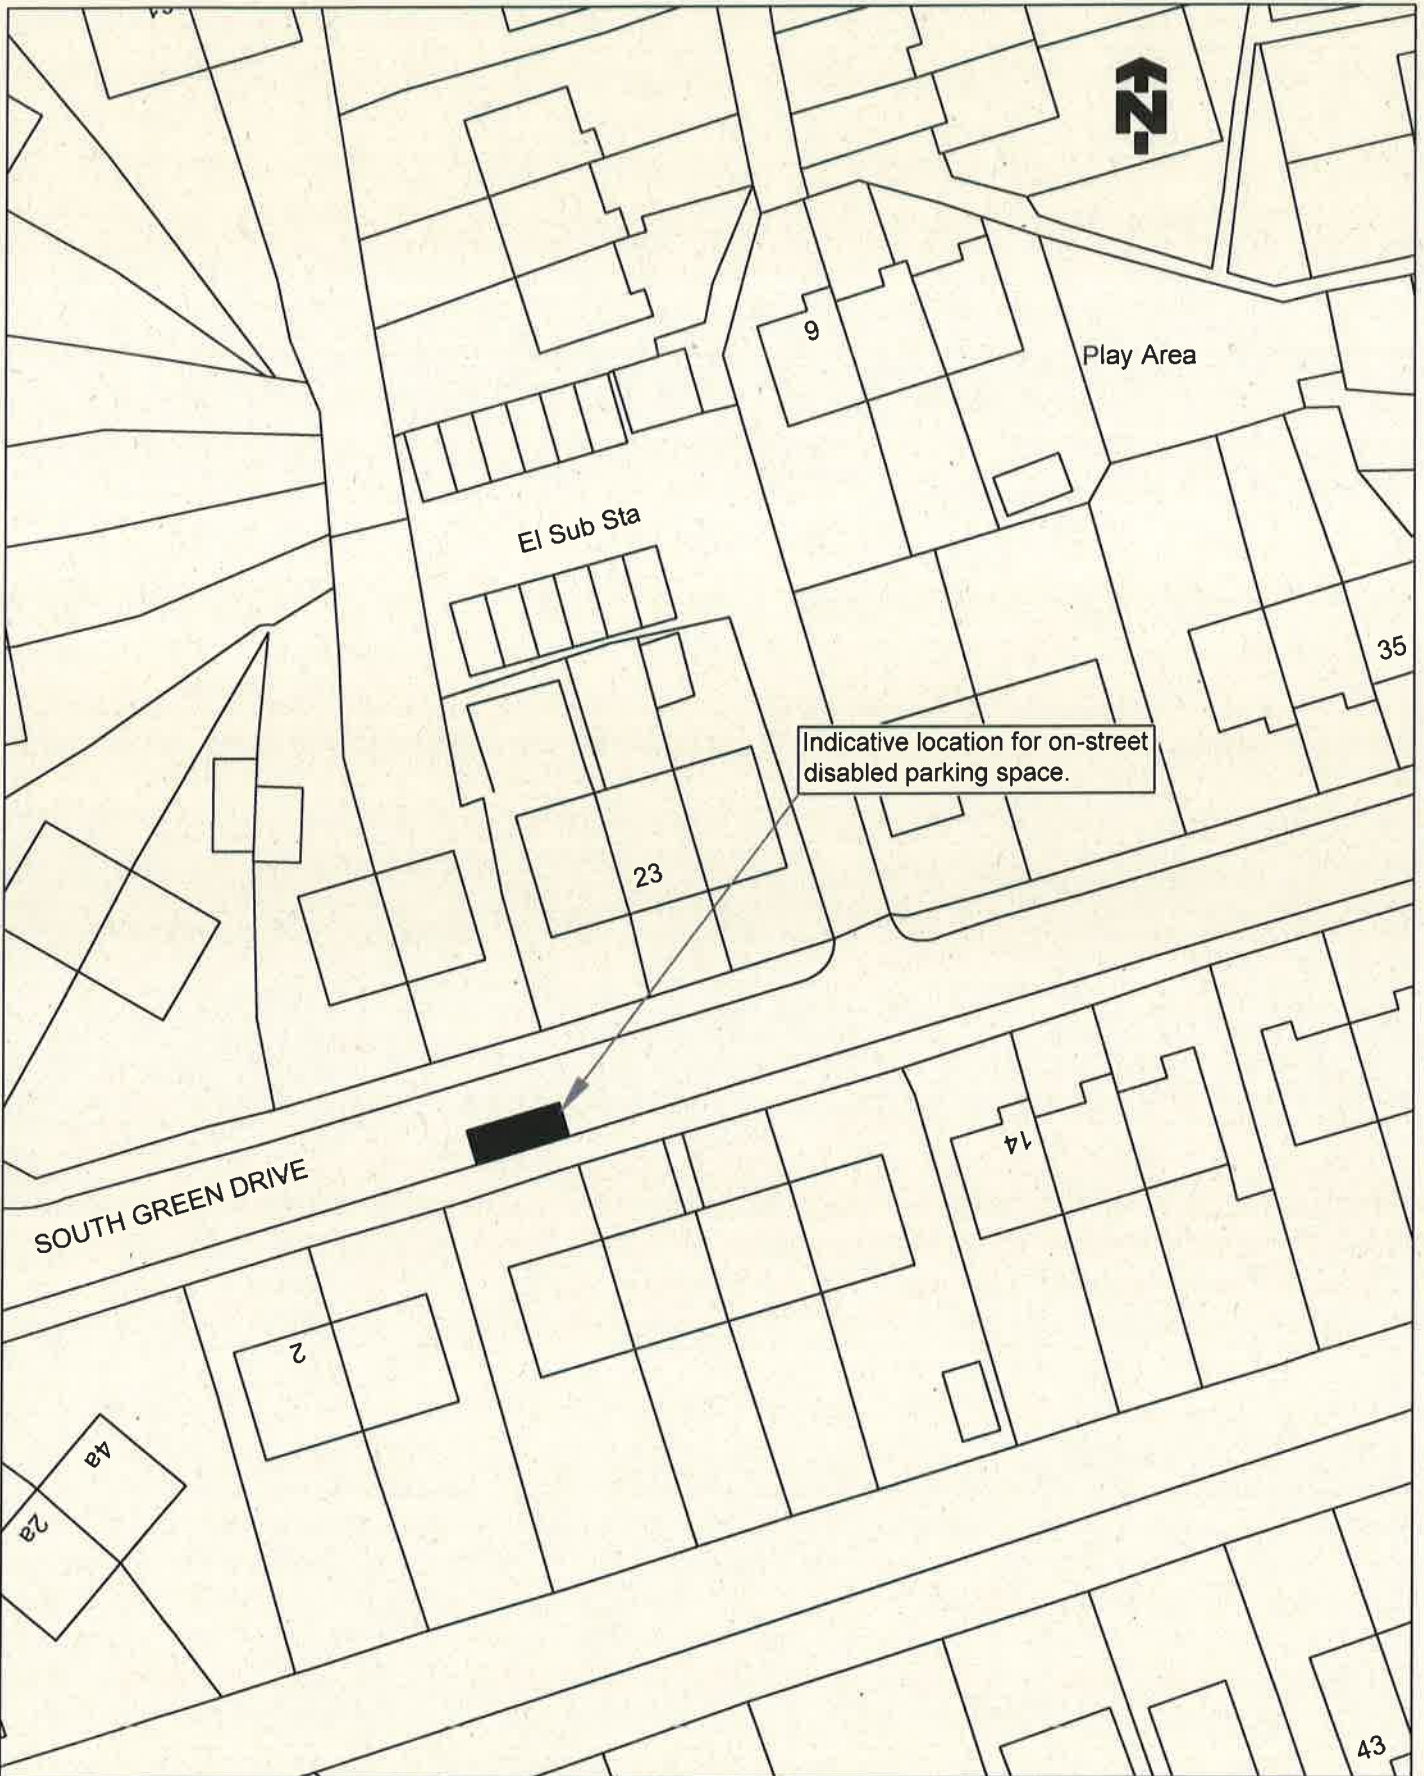 N
9
Play Area
El Sub Sta
35
Indicative location for on-street
disabled parking space.
23
14
SOUTH GREEN DRIVE
2
4a
2a
43